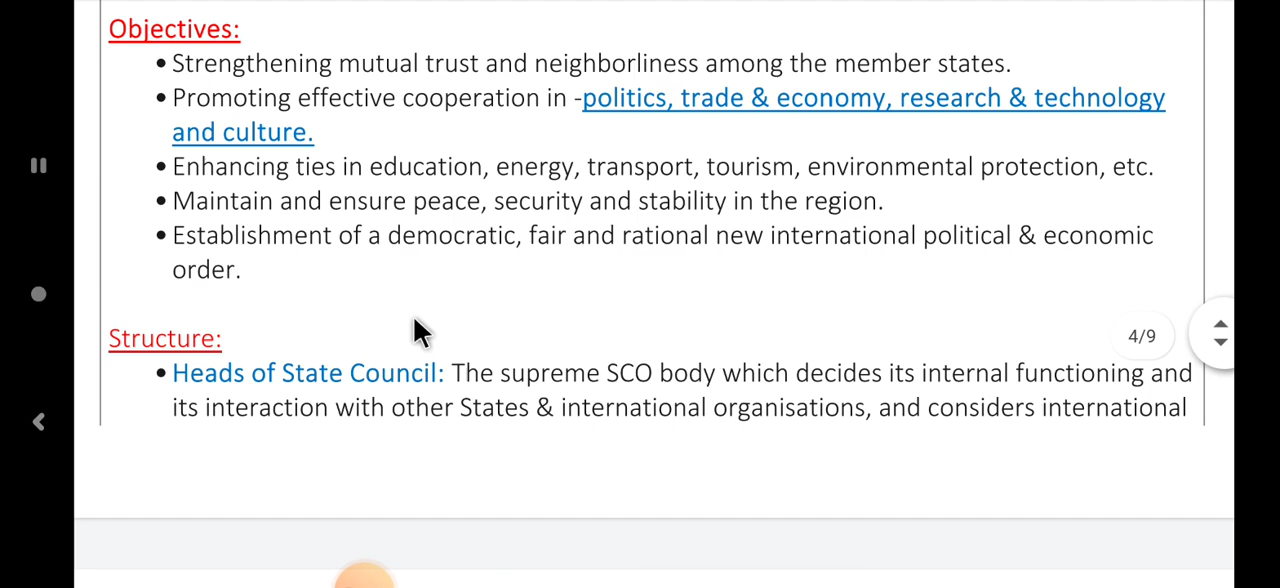 Objectives:
• Strengthening mutual trust and neighborliness among the member states.
• Promoting effective cooperation in -politics, trade & economy, research & technology
and culture.
• Enhancing ties in education, energy, transport, tourism, environmental protection, etc.
• Maintain and ensure peace, security and stability in the region.
• Establishment of a democratic, fair and rational new international political & economic
order.
Structure:
4/9
• Heads of State Council: The supreme SCO body which decides its internal functioning and
its interaction with other States & international organisations, and considers international